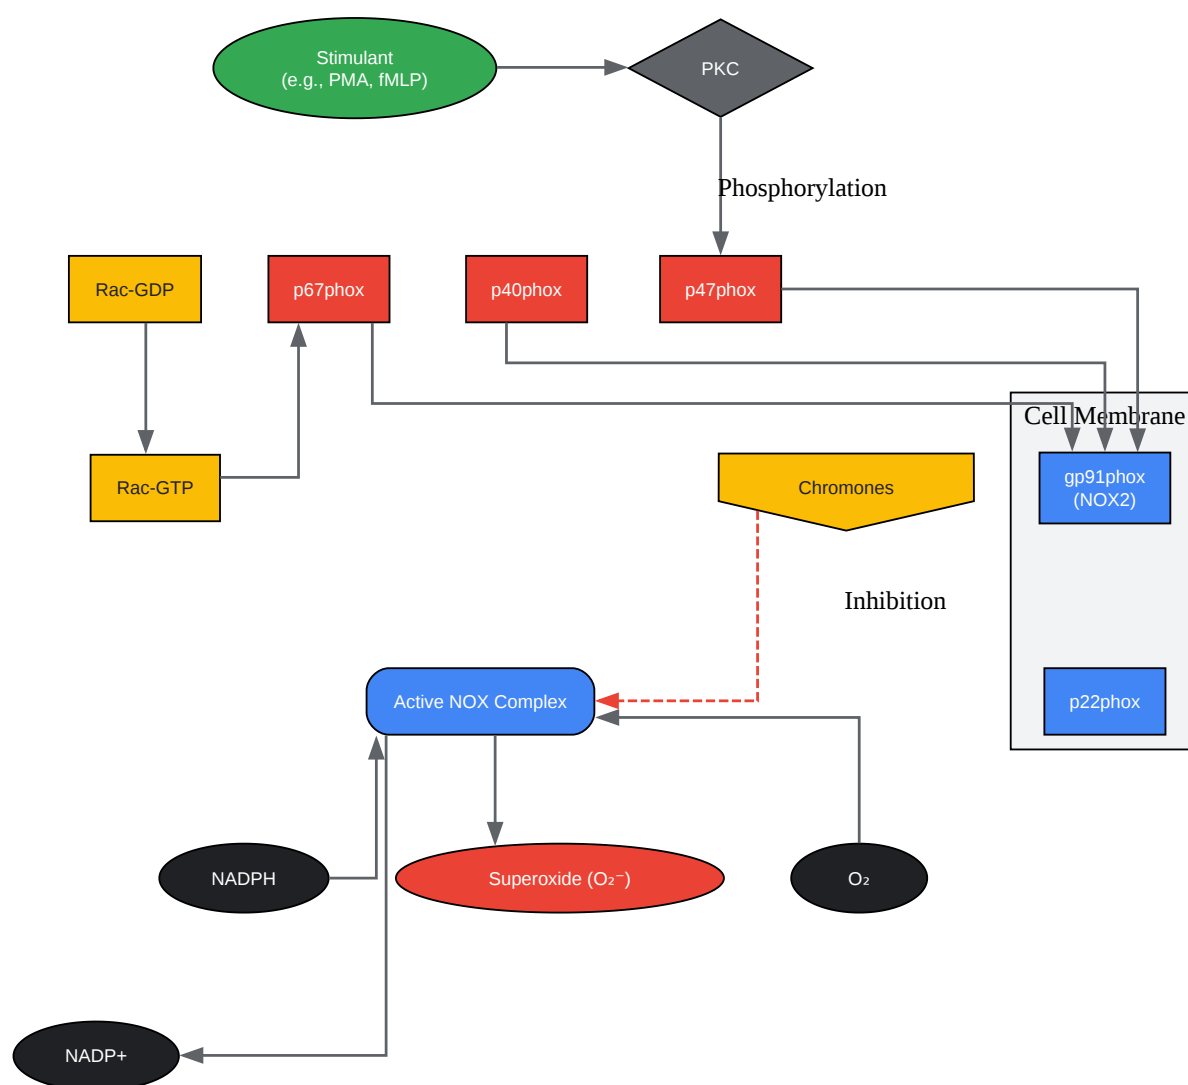 Stimulant
(e.g., PMA, fMLP)
PKC
Phosphorylation
Rac-GDP
p67phox
p40phox
p47phox
Cell Membrane
Rac-GTP
Chromones
gp91phox
(NOX2)
Inhibition
Active NOX Complex
p22phox
NADPH
Superoxide (O₂⁻)
O₂
NADP+